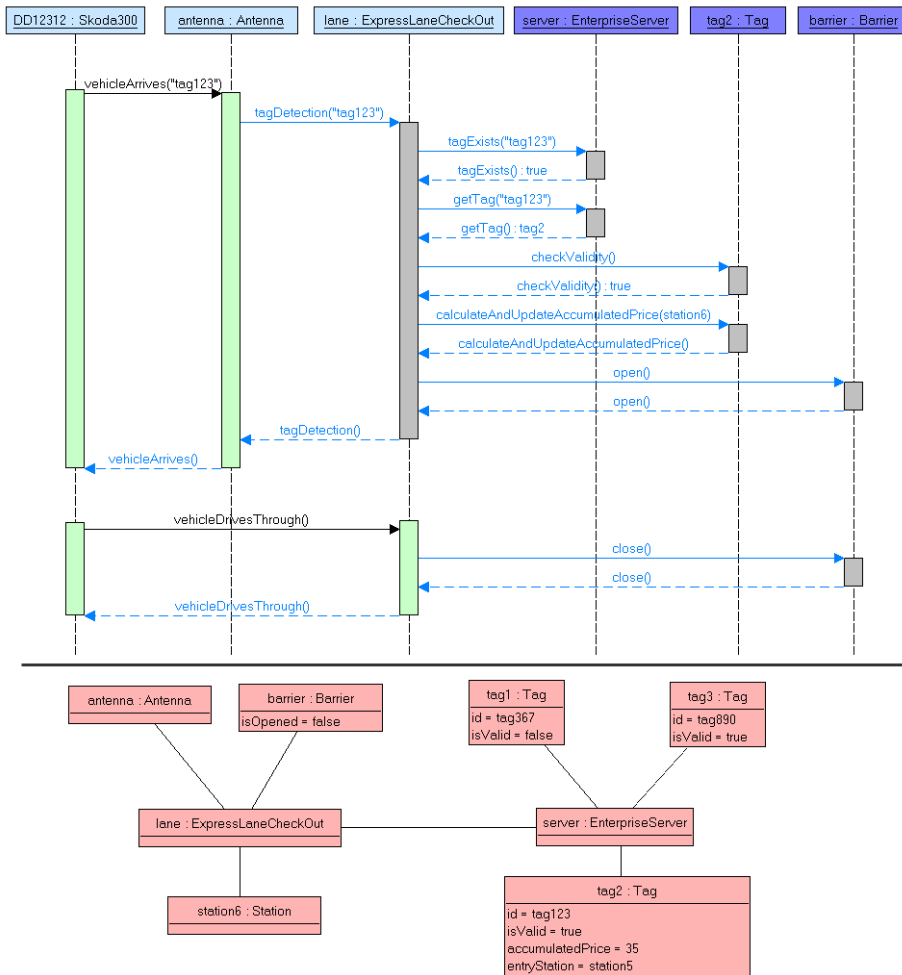 DD12312 : Skoda300
antenna : Antenna
lane : ExpressLaneCheckOut
server : EnterpriseServer
tag2 : Tag
barrier : Barrier
vehicleArrives("tag123")
tagDetection("tag123")
tagExists("tag123")
tagExists() : true
getTag("tag123")
getTag() : tag2
checkValidity()
checkValidity() : true
calculateAndUpdateAccumulatedPrice(station6)
calculateAndUpdateAccumulatedPrice()
open()
open()
tagDetection()
vehicleArrives()
vehicleDrivesThrough()
close()
close()
vehicleDrivesThrough()
antenna : Antenna
barrier : Barrier
isOpened = false
tag1 : Tag
id = tag367
isValid = false
tag3 : Tag
id = tag890
isValid = true
lane : ExpressLaneCheckOut
server : EnterpriseServer
station6 : Station
tag2 : Tag
id = tag123
isValid = true
accumulatedPrice = 35
entryStation = station5